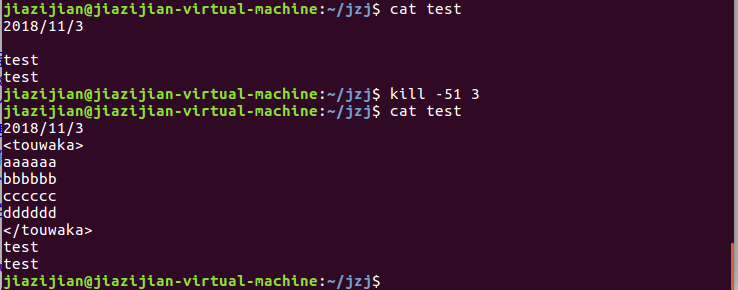 jiazijian@jiazijian-virtual-machine:~/jzj$ cat test
2018/11/3

test
test
jiazijian@jiazijian-virtual-machine:~/jzj$ kill -51 3
jiazijian@jiazijian-virtual-machine:~/jzj$ cat test
2018/11/3
<touwaka>
aaaaaa
bbbbbb
cccccc
dddddd
</touwaka>
test
test
jiazijian@jiazijian-virtual-machine:~/jzj$